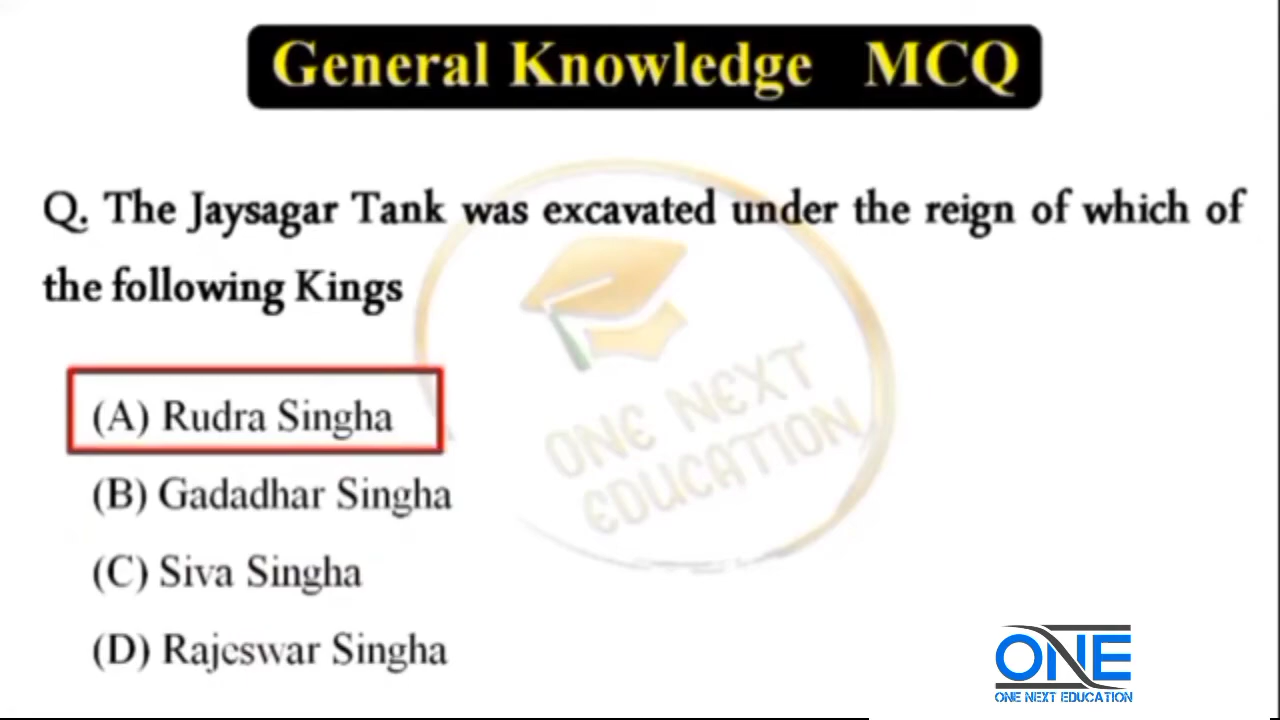 General Knowledge MCQ
Q. The Jaysagar Tank was excavated under the reign of which of
the following Kings
(A) Rudra Singha
(B) Gadadhar Singha
(C) Siva Singha
(D) Rajeswar Singha
ONE NEXT
EDUCATION
ONE
ONE NEXT EDUCATION